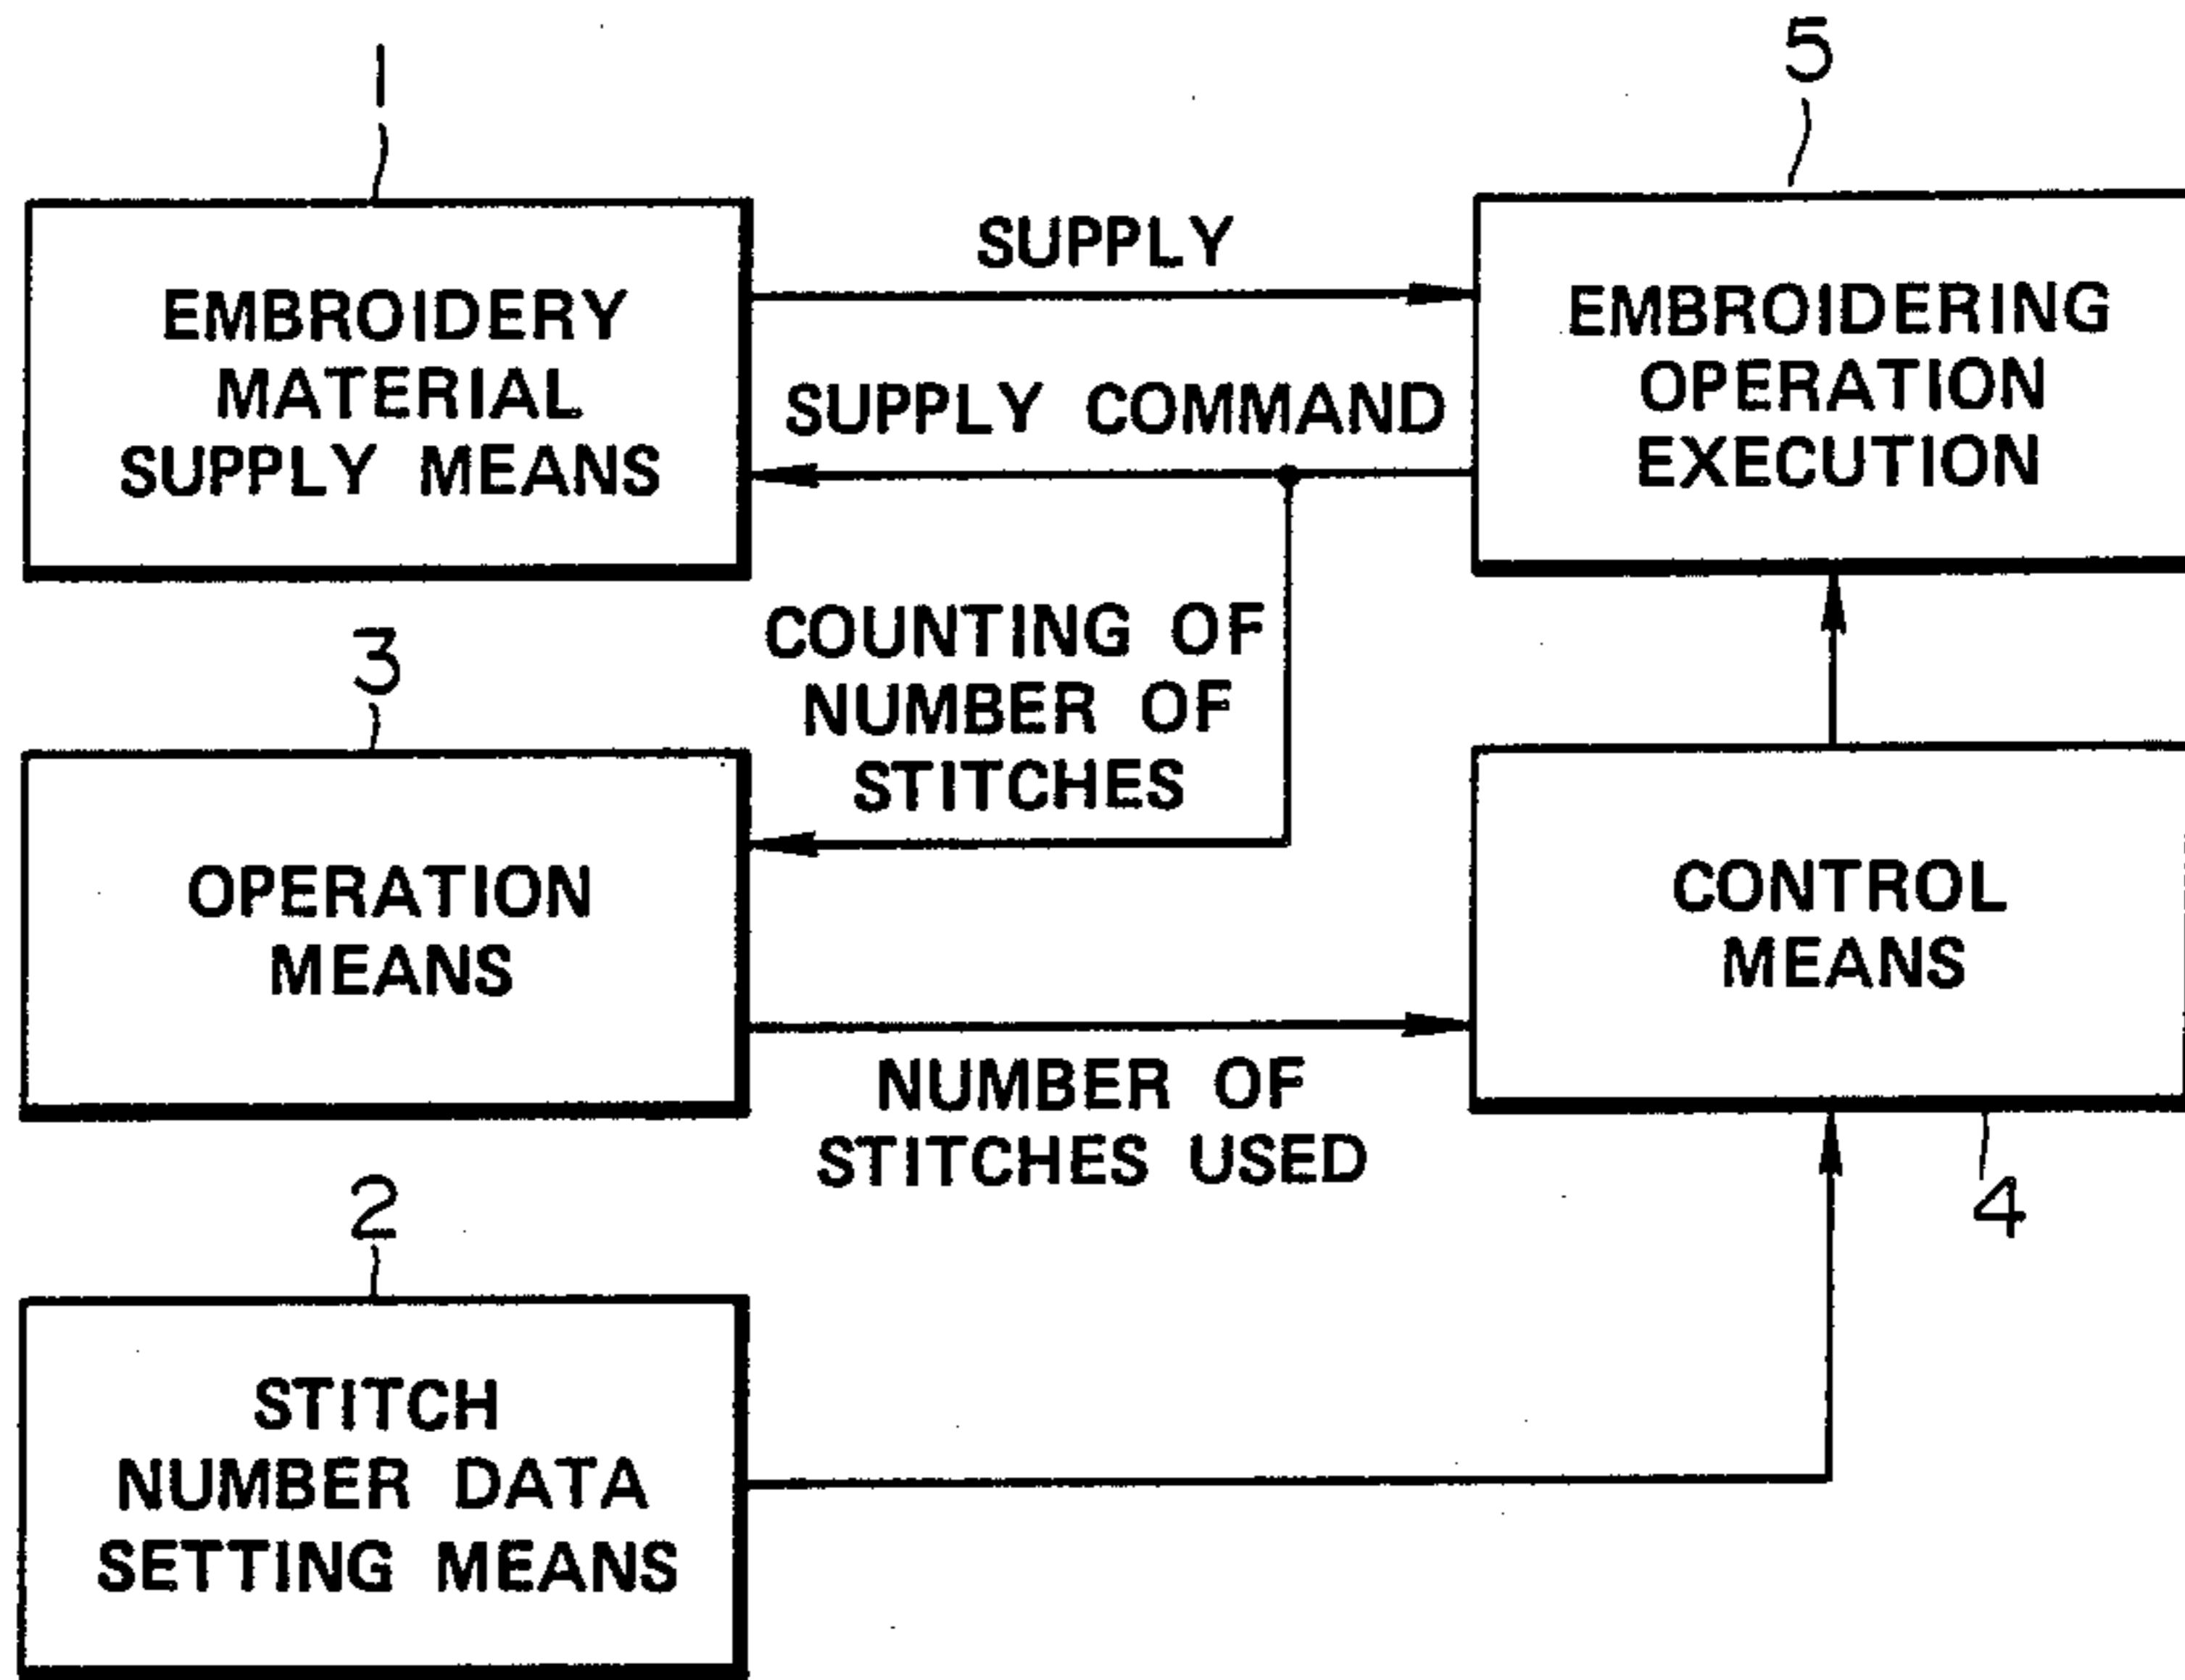 1
5
EMBROIDERY
MATERIAL
SUPPLY MEANS
SUPPLY
SUPPLY COMMAND
EMBROIDERING
OPERATION
EXECUTION
3
COUNTING OF
NUMBER OF
STITCHES
OPERATION
MEANS
CONTROL
MEANS
NUMBER OF
STITCHES USED
2
4
STITCH
NUMBER DATA
SETTING MEANS